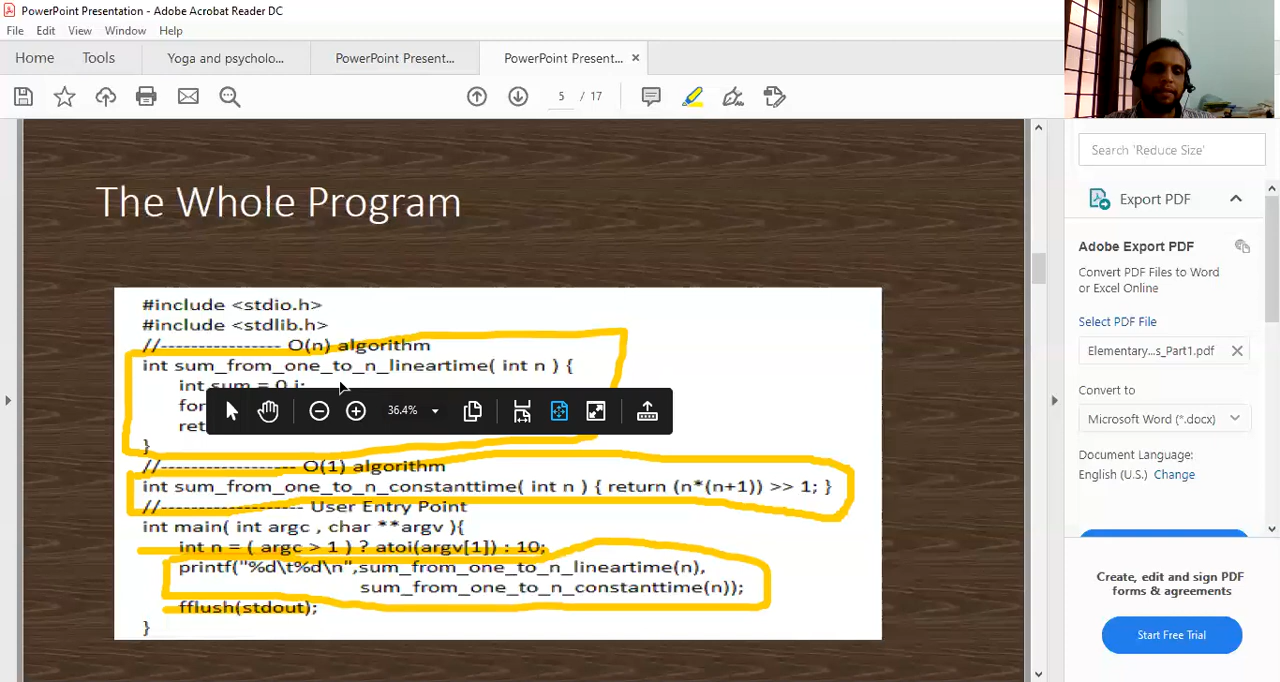 PowerPoint Presentation - Adobe Acrobat Reader DC
File Edit View Window Help
Home Tools Yoga and psycholo... PowerPoint Present... PowerPoint Present... ×
5 / 17
36.4%
The Whole Program
#include <stdio.h>
#include <stdlib.h>
//---------------- O(n) algorithm
int sum_from_one_to_n_lineartime( int n ) {
int sum = 0,i;
for
ret
}
//------------------ O(1) algorithm
int sum_from_one_to_n_constanttime( int n ) { return (n*(n+1)) >> 1; }
//------------------- User Entry Point
int main( int argc , char **argv ){
int n = ( argc > 1 ) ? atoi(argv[1]) : 10;
printf("%d\t%d\n",sum_from_one_to_n_lineartime(n),
sum_from_one_to_n_constanttime(n));
fflush(stdout);
}
Search 'Reduce Size'
Export PDF
Adobe Export PDF
Convert PDF Files to Word
or Excel Online
Select PDF File
Elementary...s_Part1.pdf ×
Convert to
Microsoft Word (*.docx)
Document Language:
English (U.S.) Change
Create, edit and sign PDF
forms & agreements
Start Free Trial